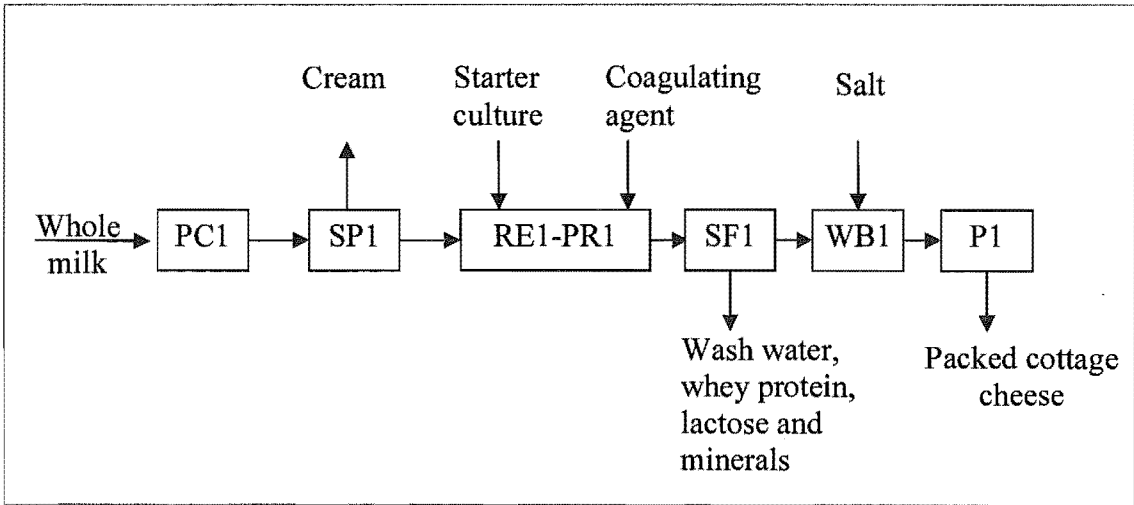 Cream
Starter
culture
Coagulating
agent
Salt
Whole
milk
PC1
SP1
RE1-PR1
SF1
WB1
P1
Wash water,
whey protein,
lactose and
minerals
Packed cottage
cheese